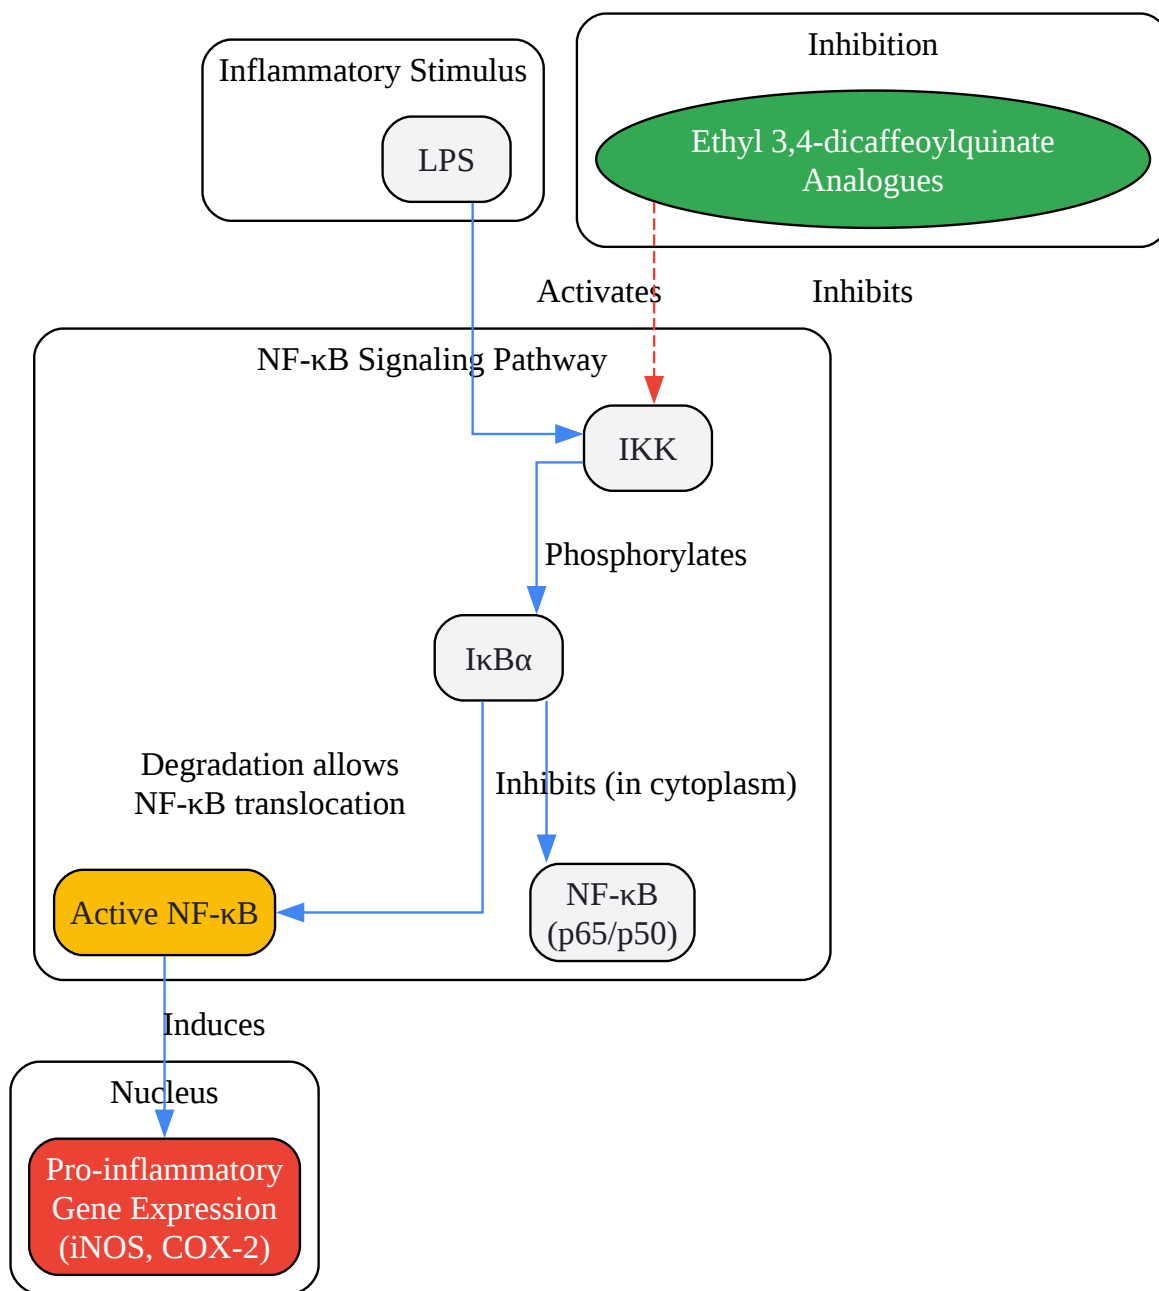 Inflammatory Stimulus
LPS
Inhibition
Ethyl 3,4-dicaffeoylquinate
Analogues
Activates
Inhibits
NF-κB Signaling Pathway
IKK
Phosphorylates
IκBα
Degradation allows
NF-κB translocation
Inhibits (in cytoplasm)
Active NF-κB
NF-κB
(p65/p50)
Induces
Nucleus
Pro-inflammatory
Gene Expression
(iNOS, COX-2)